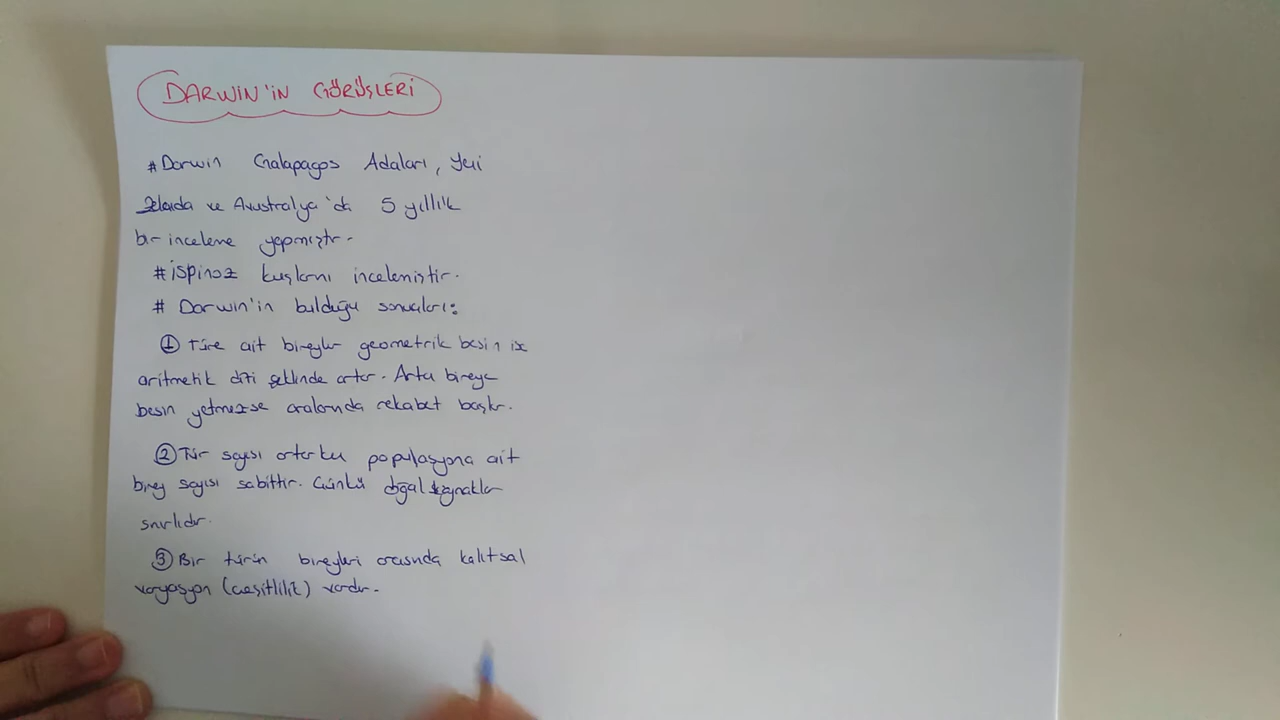 DARWİN'İN GÖRÜŞLERİ
# Darwin Galapagos Adaları, Yeni
Zelanda ve Avustralya'da 5 yıllık
bir inceleme yapmıştır.
# İspinoz kuşlarını incelemiştir.
# Darwin'in bulduğu sonuçları:
① Türe ait bireyler geometrik besin ise
aritmetik dizi şeklinde artar. Artan bireye
besin yetmezse aralarında rekabet başlar.
② Tür sayısı artarken populasyona ait
birey sayısı sabittir. Çünkü doğal kaynaklar
sınırlıdır.
③ Bir türün bireyleri arasında kalıtsal
varyasyon (çeşitlilik) vardır.